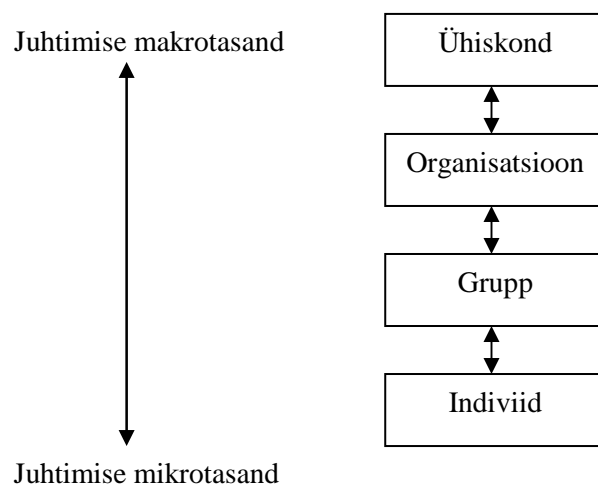 Juhtimise makrotasand
Ühiskond
Organisatsioon
Grupp
Indiviid
Juhtimise mikrotasand